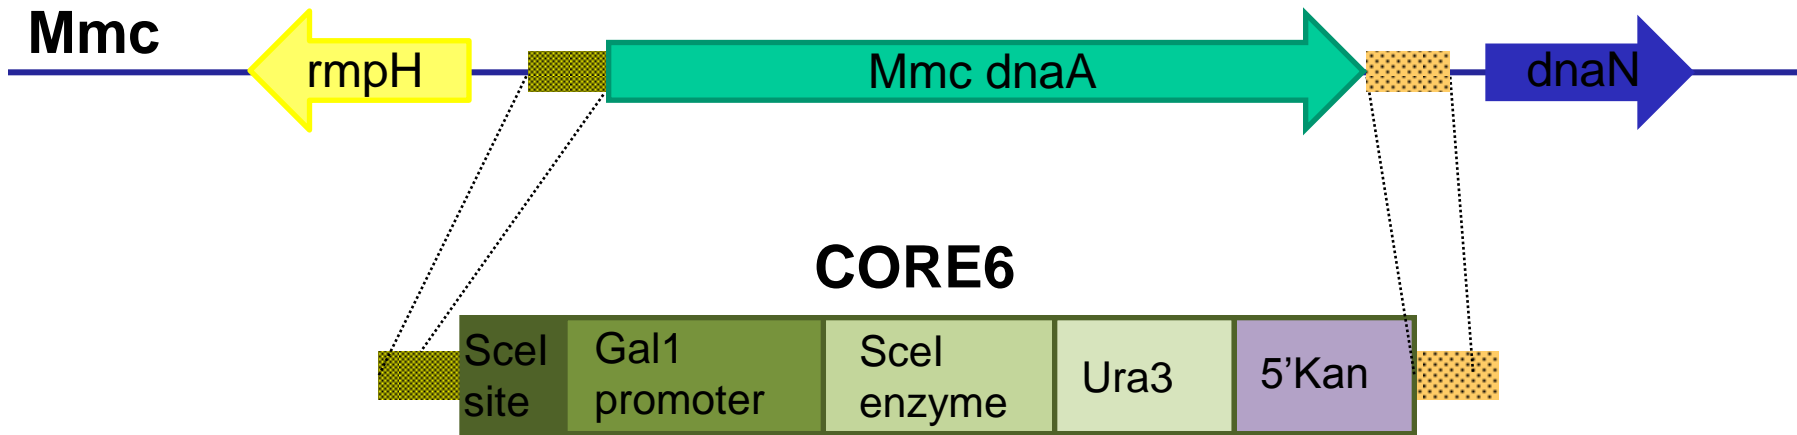 Mmc
rmpH
Mmc dnaA
dnaN
CORE6
SceI
site
Gal1
promoter
SceI
enzyme
Ura3
5’Kan